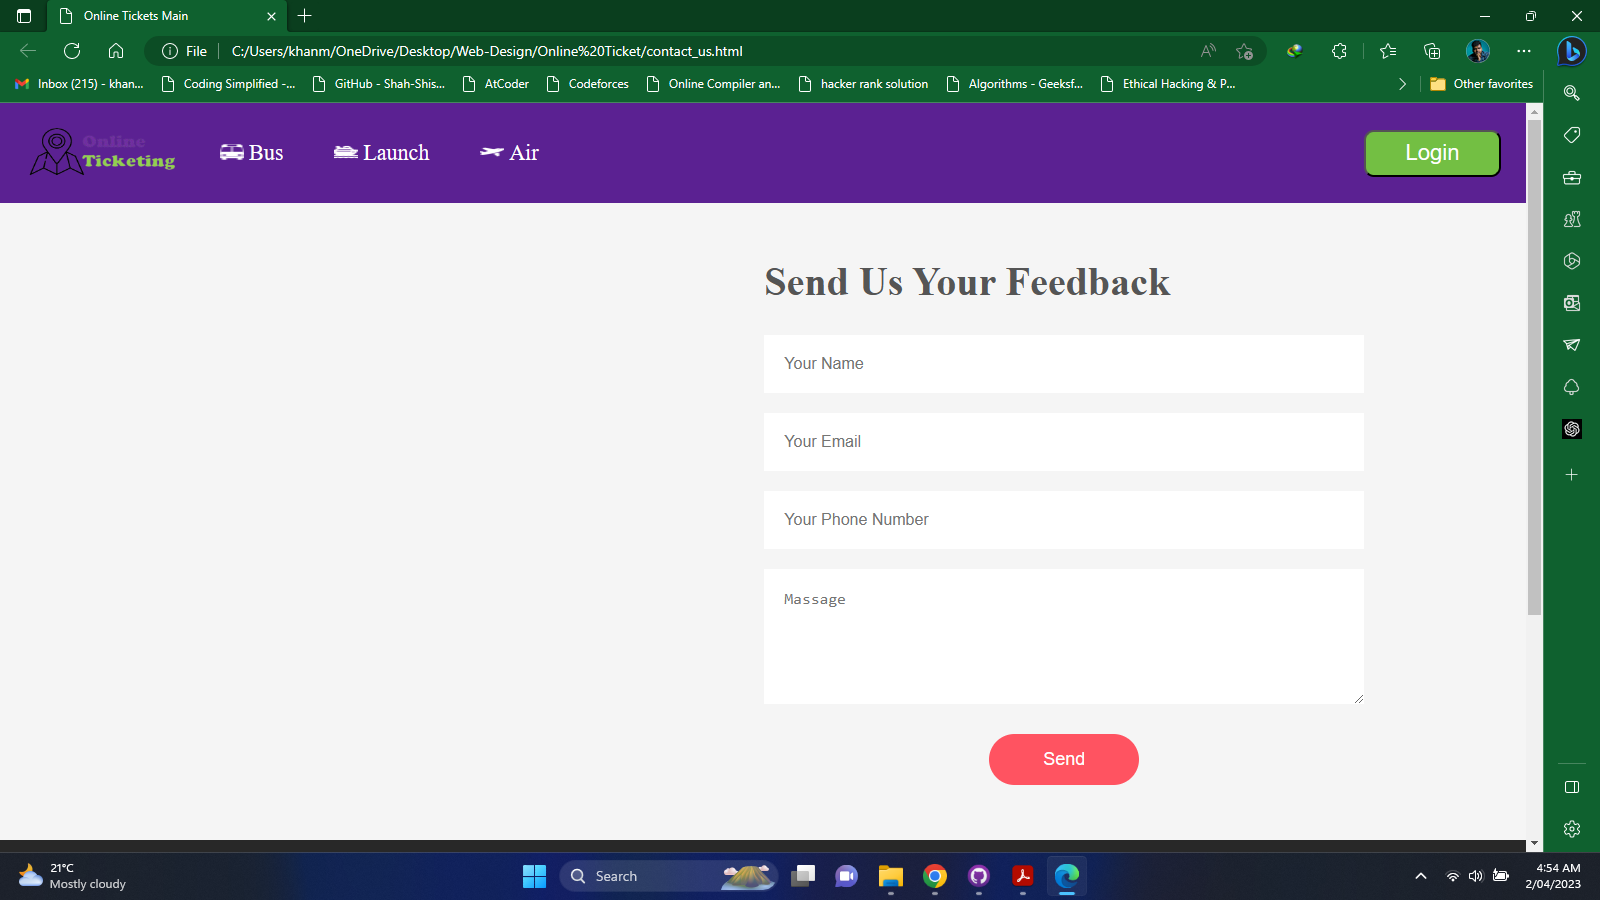 Online Tickets Main
File
C:/Users/khanm/OneDrive/Desktop/Web-Design/Online%20Ticket/contact_us.html
Inbox (215) - khan...
Coding Simplified -...
GitHub - Shah-Shis...
AtCoder
Codeforces
Online Compiler an...
hacker rank solution
Algorithms - Geeksf...
Ethical Hacking & P...
Other favorites
Online
Ticketing
Bus
Launch
Air
Login
Send Us Your Feedback
Your Name
Your Email
Your Phone Number
Massage
Send
21°C
Mostly cloudy
Search
4:54 AM
2/04/2023